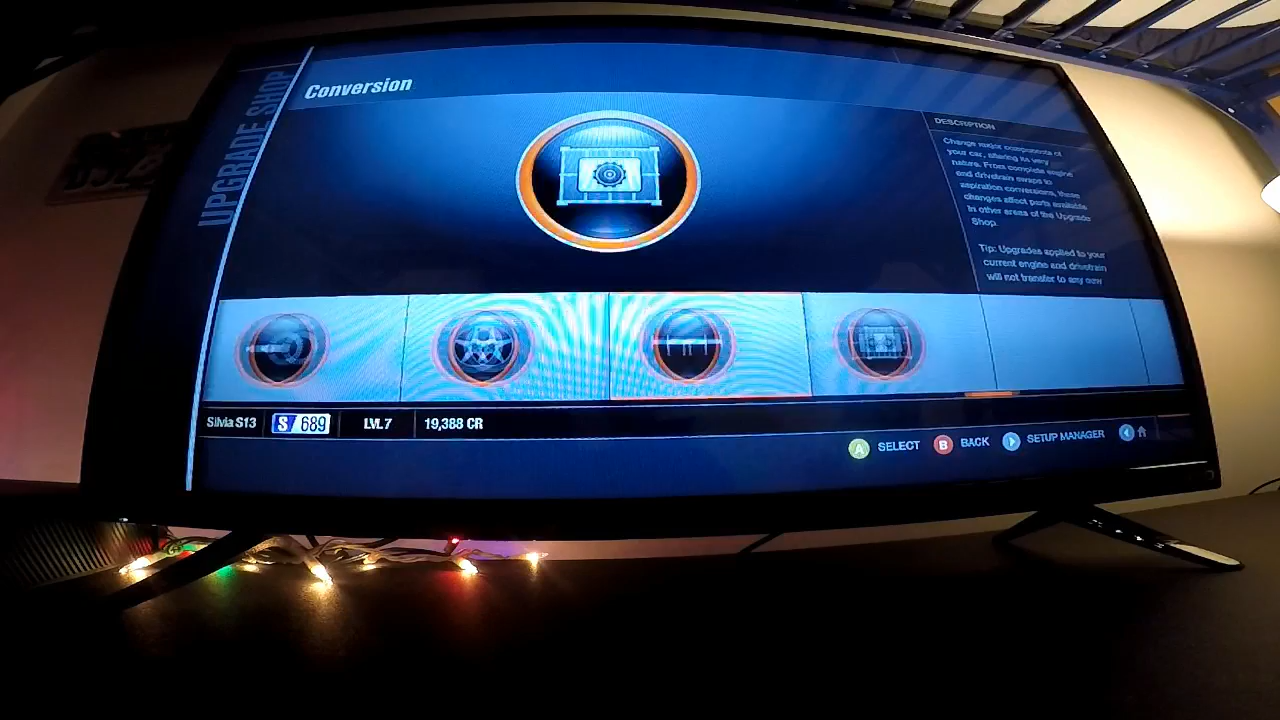 UPGRADE SHOP
Conversion
DESCRIPTION
Change major components of
your car, altering its very
nature. From complete engine
and drivetrain swaps to
aspiration conversions, these
changes affect parts available
in other areas of the Upgrade
Shop.
Tip: Upgrades applied to your
current engine and drivetrain
will not transfer to any new
Silvia S13
S 689
LVL 7
19,388 CR
A SELECT
B BACK
SETUP MANAGER